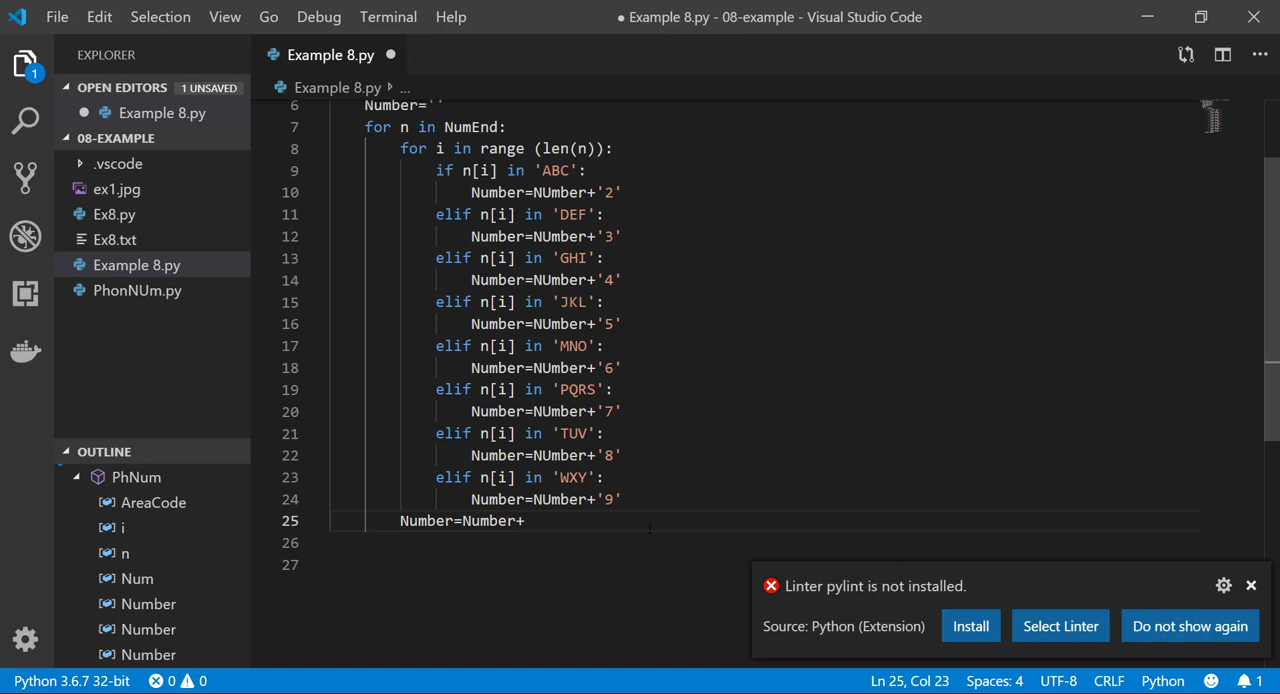 File Edit Selection View Go Debug Terminal Help
● Example 8.py - 08-example - Visual Studio Code
EXPLORER
OPEN EDITORS 1 UNSAVED
Example 8.py
08-EXAMPLE
.vscode
ex1.jpg
Ex8.py
Ex8.txt
Example 8.py
PhonNUm.py
OUTLINE
PhNum
AreaCode
i
n
Num
Number
Number
Number
1
Example 8.py
Example 8.py ...
6 Number=''
7 for n in NumEnd:
8 for i in range (len(n)):
9 if n[i] in 'ABC':
10 Number=NUmber+'2'
11 elif n[i] in 'DEF':
12 Number=NUmber+'3'
13 elif n[i] in 'GHI':
14 Number=NUmber+'4'
15 elif n[i] in 'JKL':
16 Number=NUmber+'5'
17 elif n[i] in 'MNO':
18 Number=NUmber+'6'
19 elif n[i] in 'PQRS':
20 Number=NUmber+'7'
21 elif n[i] in 'TUV':
22 Number=NUmber+'8'
23 elif n[i] in 'WXY':
24 Number=NUmber+'9'
25 Number=Number+
26
27
Linter pylint is not installed.
Source: Python (Extension) Install Select Linter Do not show again
Python 3.6.7 32-bit 0 0 Ln 25, Col 23 Spaces: 4 UTF-8 CRLF Python 1